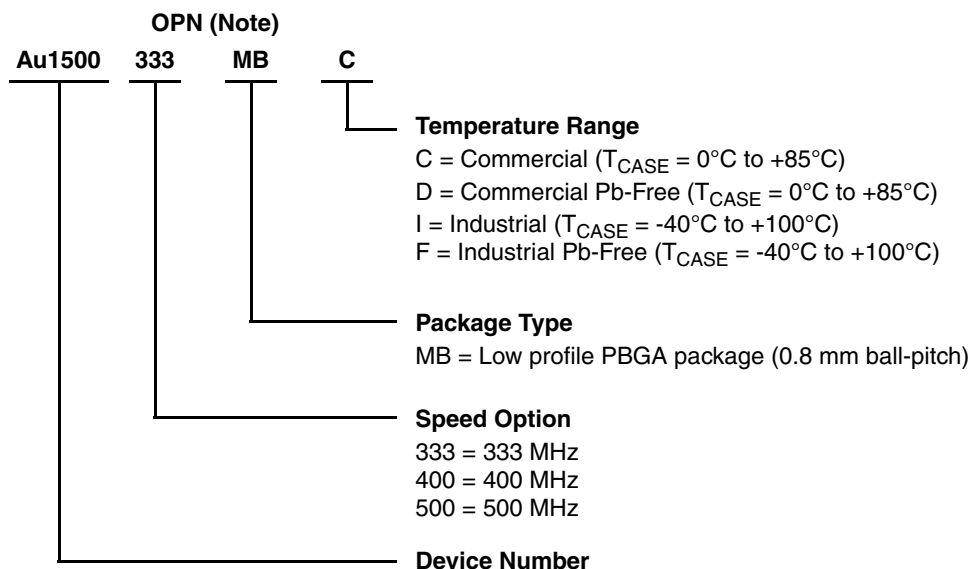 OPN (Note)
Au1500 333 MB C
Temperature Range
C = Commercial (TCASE = 0°C to +85°C)
D = Commercial Pb-Free (TCASE = 0°C to +85°C)
I = Industrial (TCASE = -40°C to +100°C)
F = Industrial Pb-Free (TCASE = -40°C to +100°C)
Package Type
MB = Low profile PBGA package (0.8 mm ball-pitch)
Speed Option
333 = 333 MHz
400 = 400 MHz
500 = 500 MHz
Device Number